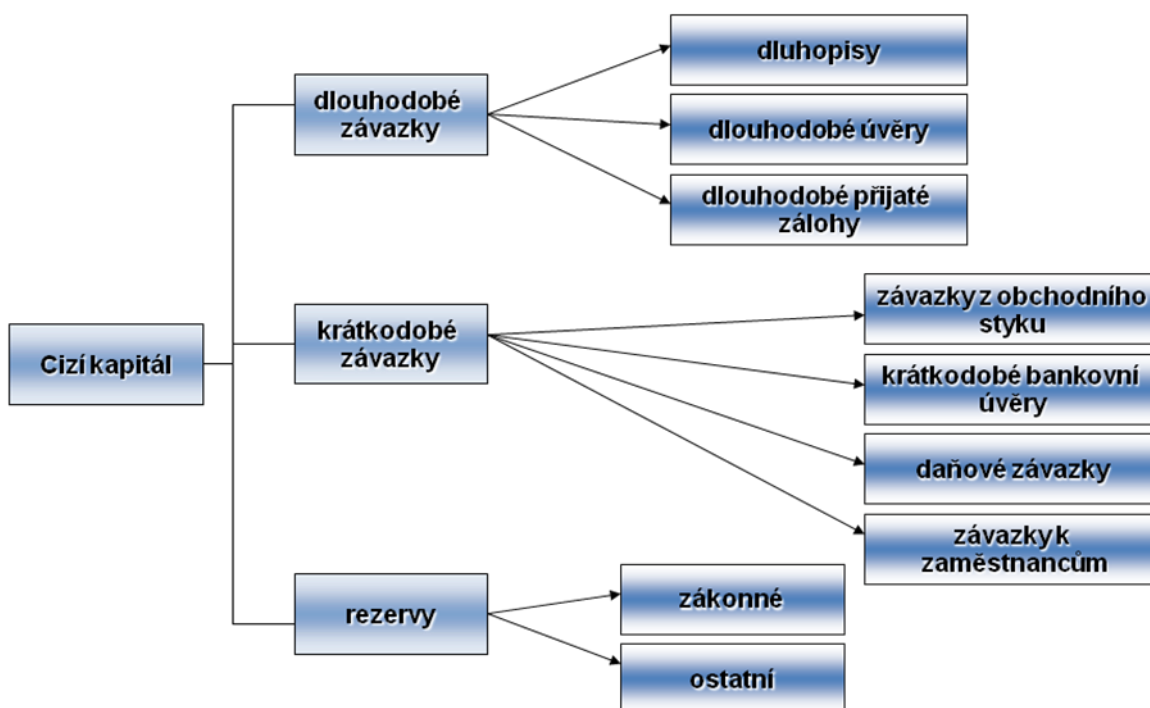 dluhopisy
dlouhodobé
závazky
dlouhodobé úvěry
dlouhodobé přijaté
zálohy
Cizí kapitál
krátkodobé
závazky
závazky z obchodního
styku
krátkodobé bankovní
úvěry
daňové závazky
závazky k
zaměstnancům
rezervy
zákonné
ostatní